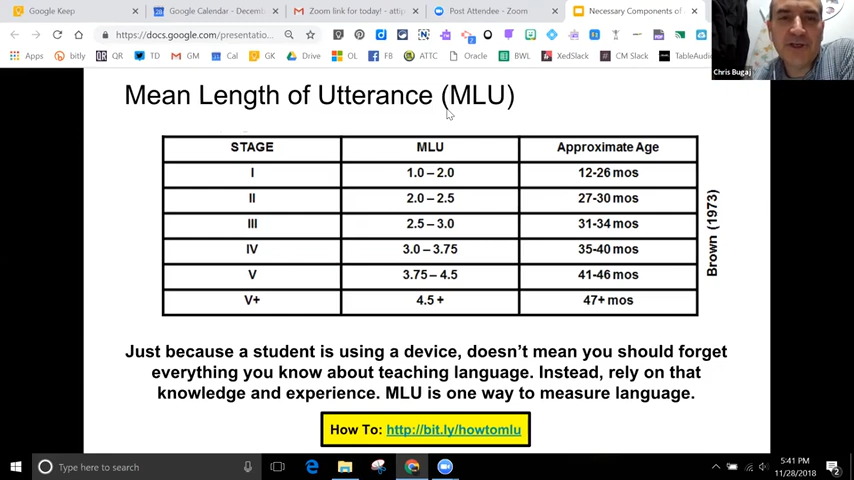 Google Keep
Google Calendar - Decemb
Zoom link for today! - attip
Post Attendee - Zoom
Necessary Components of
https://docs.google.com/presentatio...
Apps bitly QR TD GM Cal GK Drive OL FB ATTC Oracle BWL XedSlack CM Slack TableAudio
Chris Bugaj
Mean Length of Utterance (MLU)
STAGE MLU Approximate Age
I 1.0 – 2.0 12-26 mos
II 2.0 – 2.5 27-30 mos
III 2.5 – 3.0 31-34 mos
IV 3.0 – 3.75 35-40 mos
V 3.75 – 4.5 41-46 mos
V+ 4.5 + 47+ mos
Brown (1973)
Just because a student is using a device, doesn't mean you should forget
everything you know about teaching language. Instead, rely on that
knowledge and experience. MLU is one way to measure language.
How To: http://bit.ly/howtomlu
Type here to search
5:41 PM
11/28/2018
2